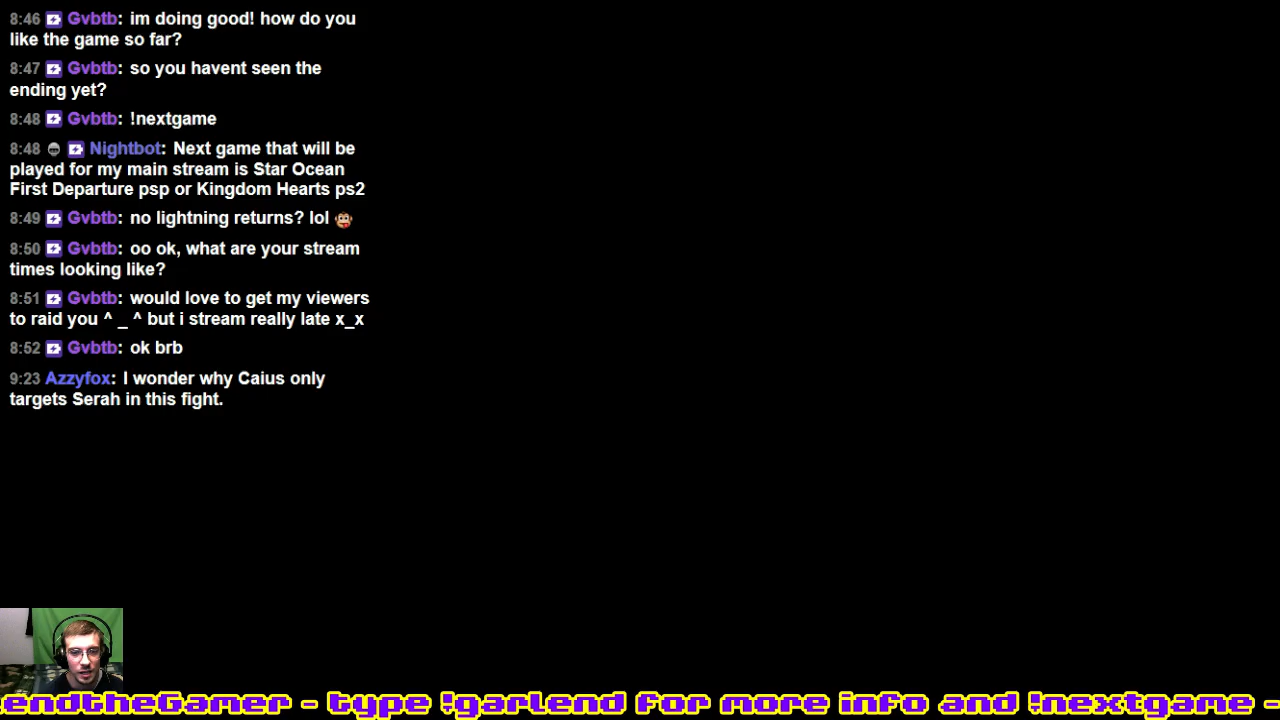 8:46 Gvbtb: im doing good! how do you
like the game so far?
8:47 Gvbtb: so you havent seen the
ending yet?
8:48 Gvbtb: !nextgame
8:48 Nightbot: Next game that will be
played for my main stream is Star Ocean
First Departure psp or Kingdom Hearts ps2
8:49 Gvbtb: no lightning returns? lol
8:50 Gvbtb: oo ok, what are your stream
times looking like?
8:51 Gvbtb: would love to get my viewers
to raid you ^ _ ^ but i stream really late x_x
8:52 Gvbtb: ok brb
9:23 Azzyfox: I wonder why Caius only
targets Serah in this fight.
endtheGamer - type !garlend for more info and !nextgame -